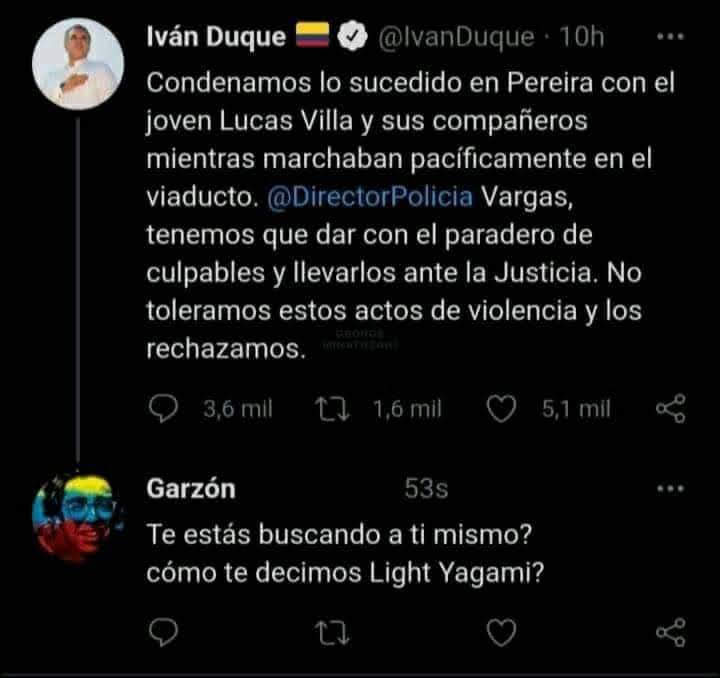 Iván Duque @IvanDuque · 10h
Condenamos lo sucedido en Pereira con el
joven Lucas Villa y sus compañeros
mientras marchaban pacíficamente en el
viaducto. @DirectorPolicia Vargas,
tenemos que dar con el paradero de
culpables y llevarlos ante la Justicia. No
toleramos estos actos de violencia y los
rechazamos.
3,6 mil 1,6 mil 5,1 mil
Garzón 53s
Te estás buscando a ti mismo?
cómo te decimos Light Yagami?